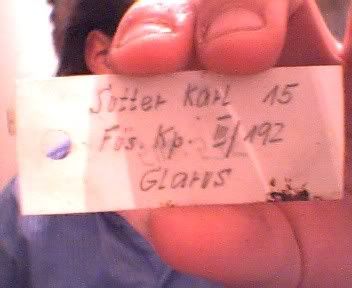 Sutter Karl 15
Füs. Kp. III/192
GLARUS